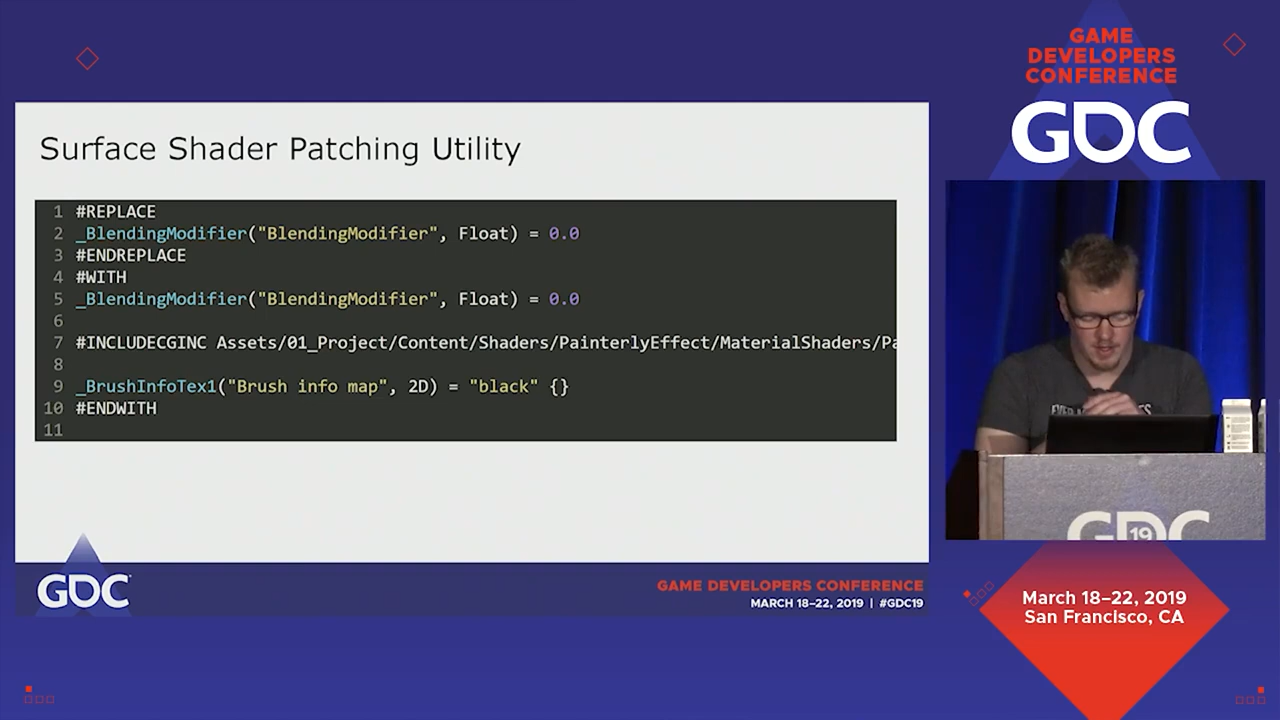 GAME
DEVELOPERS
CONFERENCE
GDC
Surface Shader Patching Utility
1 #REPLACE
2 _BlendingModifier("BlendingModifier", Float) = 0.0
3 #ENDREPLACE
4 #WITH
5 _BlendingModifier("BlendingModifier", Float) = 0.0
6
7 #INCLUDECGINC Assets/01_Project/Content/Shaders/PainterlyEffect/MaterialShaders/Pa
8
9 _BrushInfoTex1("Brush info map", 2D) = "black" {}
10 #ENDWITH
11
GDC
19
GDC
GAME DEVELOPERS CONFERENCE
MARCH 18–22, 2019 | #GDC19
March 18–22, 2019
San Francisco, CA